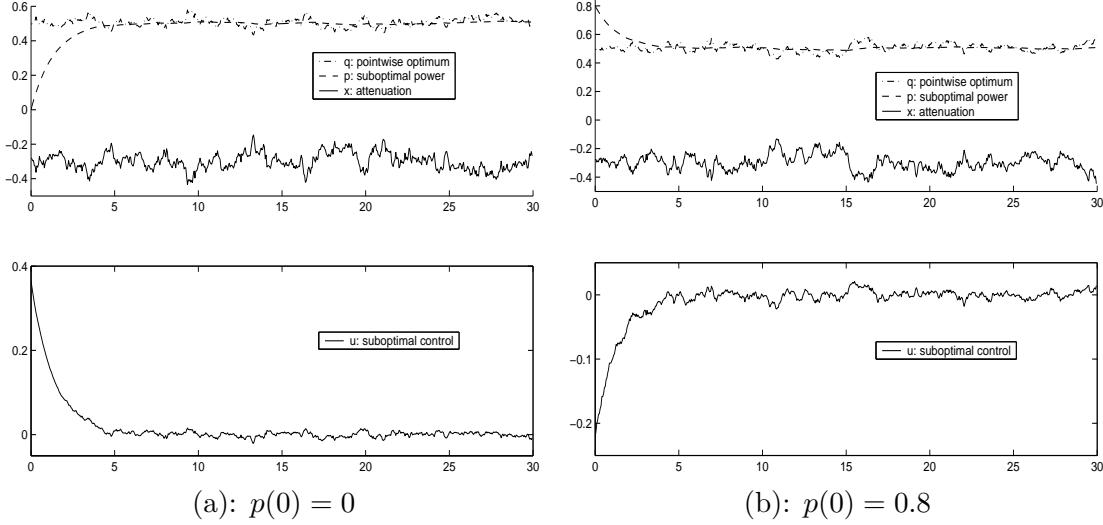 0.6
0.4
0.2
0
−0.2
−0.4
q: pointwise optimum
p: suboptimal power
x: attenuation
0 5 10 15 20 25 30
0.8
0.6
0.4
0.2
0
−0.2
−0.4
q: pointwise optimum
p: suboptimal power
x: attenuation
0 5 10 15 20 25 30
0.4
0.2
0
u: suboptimal control
0 5 10 15 20 25 30
0
−0.1
−0.2
u: suboptimal control
0 5 10 15 20 25 30
(a): p(0) = 0
(b): p(0) = 0.8